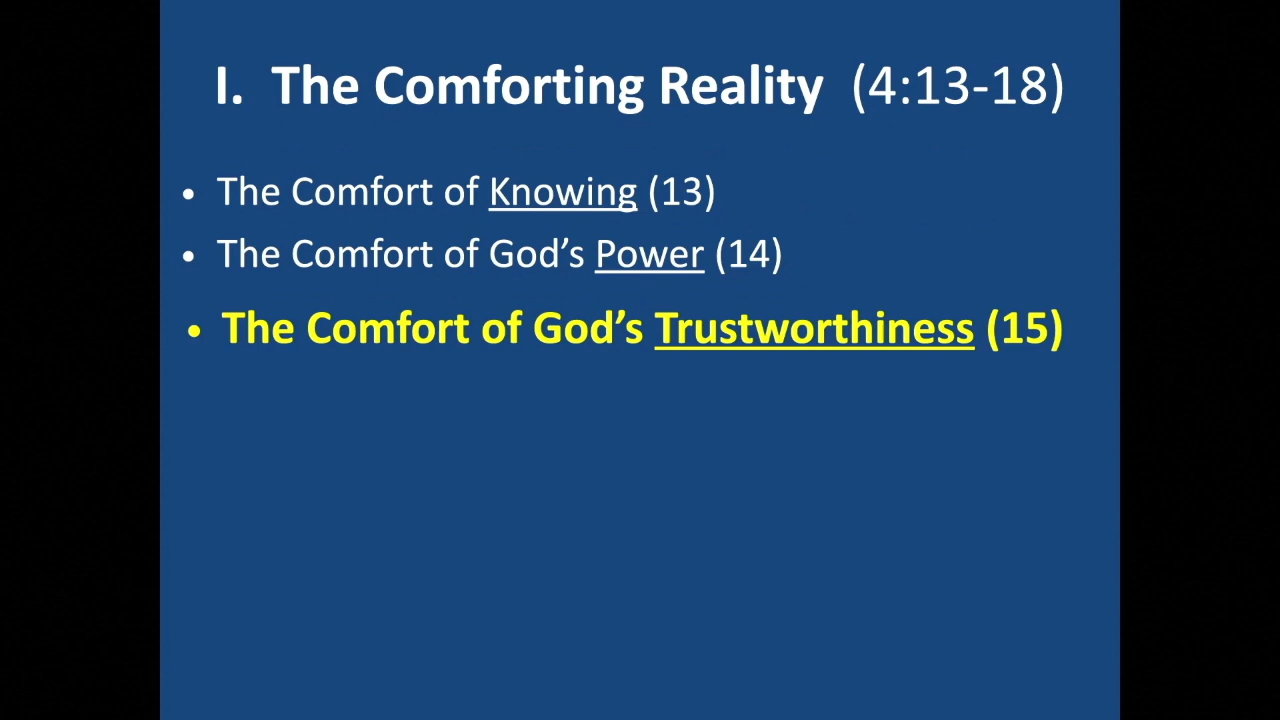 I. The Comforting Reality (4:13-18)
• The Comfort of Knowing (13)
• The Comfort of God’s Power (14)
• The Comfort of God’s Trustworthiness (15)